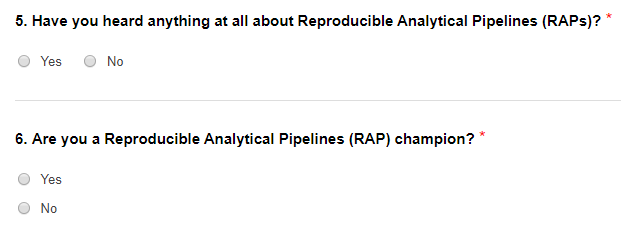 5. Have you heard anything at all about Reproducible Analytical Pipelines (RAPs)? *
Yes No
6. Are you a Reproducible Analytical Pipelines (RAP) champion? *
Yes
No